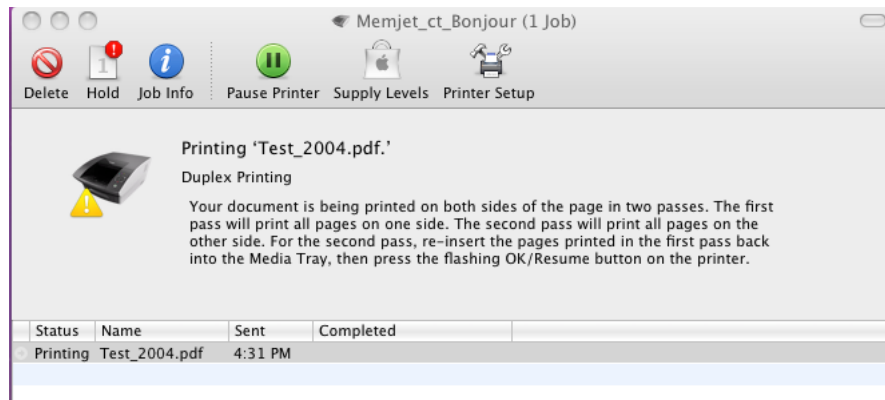 Memjet_ct_Bonjour (1 Job)
Delete Hold Job Info Pause Printer Supply Levels Printer Setup
Printing ‘Test_2004.pdf.’
Duplex Printing
Your document is being printed on both sides of the page in two passes. The first
pass will print all pages on one side. The second pass will print all pages on the
other side. For the second pass, re-insert the pages printed in the first pass back
into the Media Tray, then press the flashing OK/Resume button on the printer.
Status Name Sent Completed
Printing Test_2004.pdf 4:31 PM